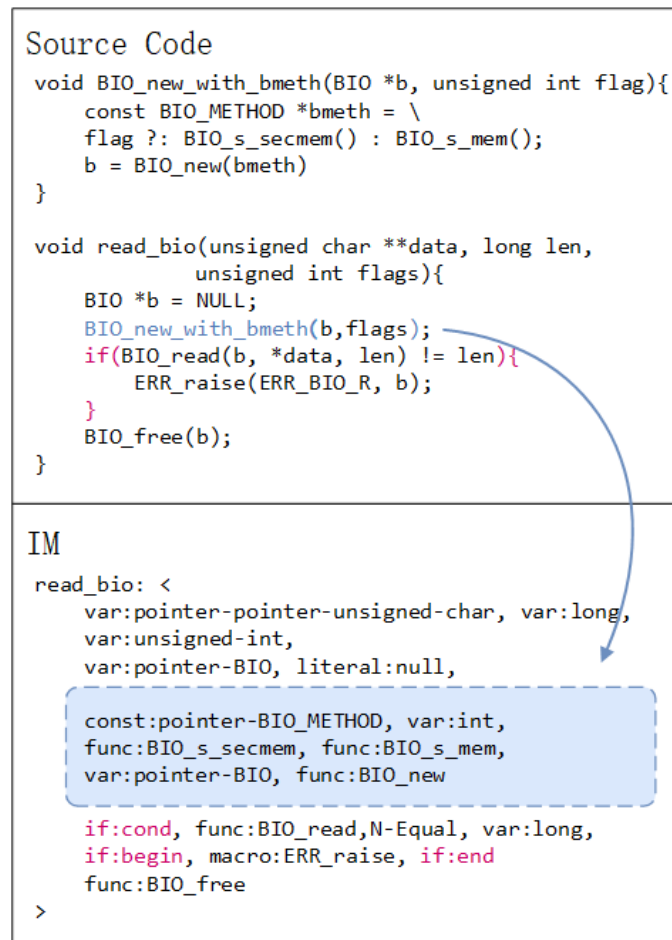 Source Code
void BIO_new_with_bmeth(BIO *b, unsigned int flag){
    const BIO_METHOD *bmeth = \
    flag ?: BIO_s_secmem() : BIO_s_mem();
    b = BIO_new(bmeth)
}
void read_bio(unsigned char **data, long len,
              unsigned int flags){
    BIO *b = NULL;
    BIO_new_with_bmeth(b,flags);
    if(BIO_read(b, *data, len) != len){
        ERR_raise(ERR_BIO_R, b);
    }
    BIO_free(b);
}
IM
read_bio: <
    var:pointer-pointer-unsigned-char, var:long,
    var:unsigned-int,
    var:pointer-BIO, literal:null,
    const:pointer-BIO_METHOD, var:int,
    func:BIO_s_secmem, func:BIO_s_mem,
    var:pointer-BIO, func:BIO_new
    if:cond, func:BIO_read,N-Equal, var:long,
    if:begin, macro:ERR_raise, if:end
    func:BIO_free
>